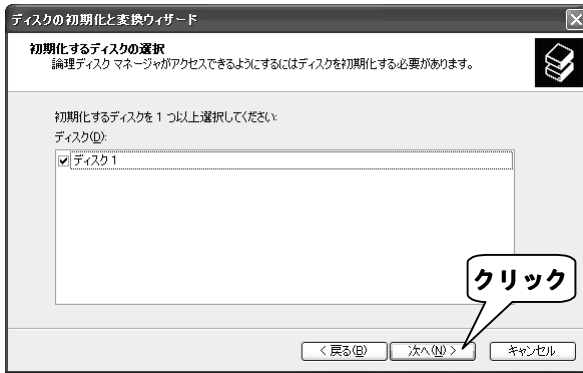 ディスクの初期化と変換ウィザード
初期化するディスクの選択
論理ディスク マネージャがアクセスできるようにするにはディスクを初期化する必要があります。
初期化するディスクを 1 つ以上選択してください:
ディスク(D):
ディスク 1
クリック
< 戻る(B)
次へ(N) >
キャンセル